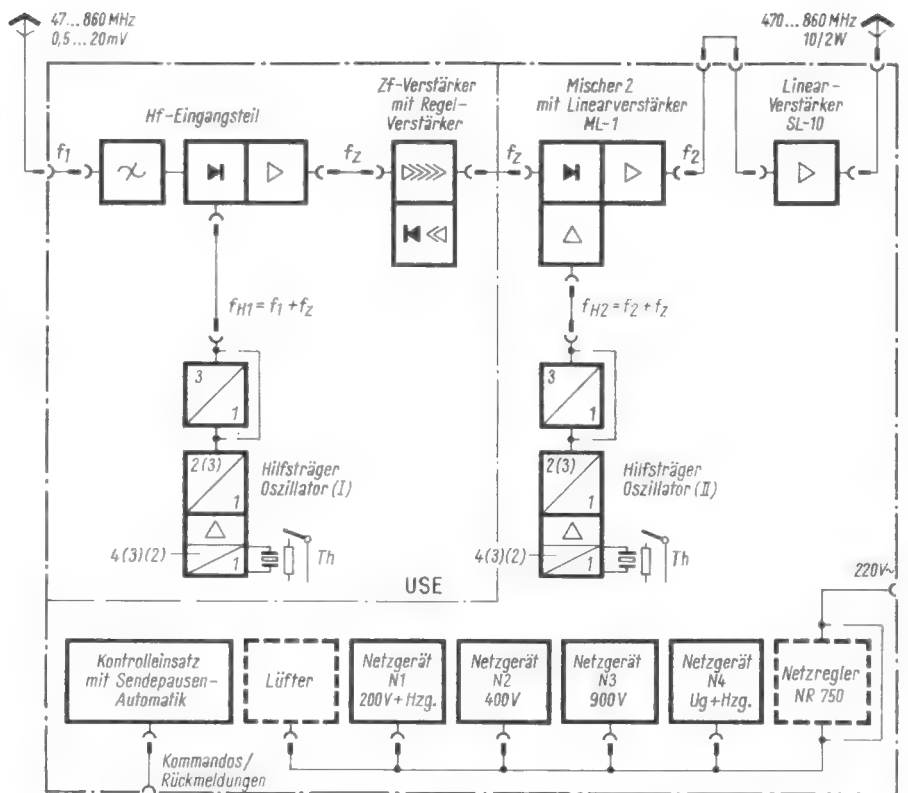 47... 860 MHz
0,5 ... 20mV
470... 860 MHz
10/2W
Hf-Eingangsteil
Zf-Verstärker
mit Regel-
Verstärker
Mischer 2
mit Linearverstärker
ML-1
Linear-
Verstärker
SL-10
f1
fz
fz
f2
fH1 = f1 + fz
fH2 = f2 + fz
3
1
3
1
2(3)
1
Hilfsträger
Oszillator (I)
2(3)
1
Hilfsträger
Oszillator (II)
4(3)(2)
1
Th
4(3)(2)
1
Th
USE
220V~
Kontrolleinsatz
mit Sendepausen-
Automatik
Lüfter
Netzgerät
N1
200V + Hzg.
Netzgerät
N2
400V
Netzgerät
N3
900V
Netzgerät
N4
Ug + Hzg.
Netzregler
NR 750
Kommandos/
Rückmeldungen